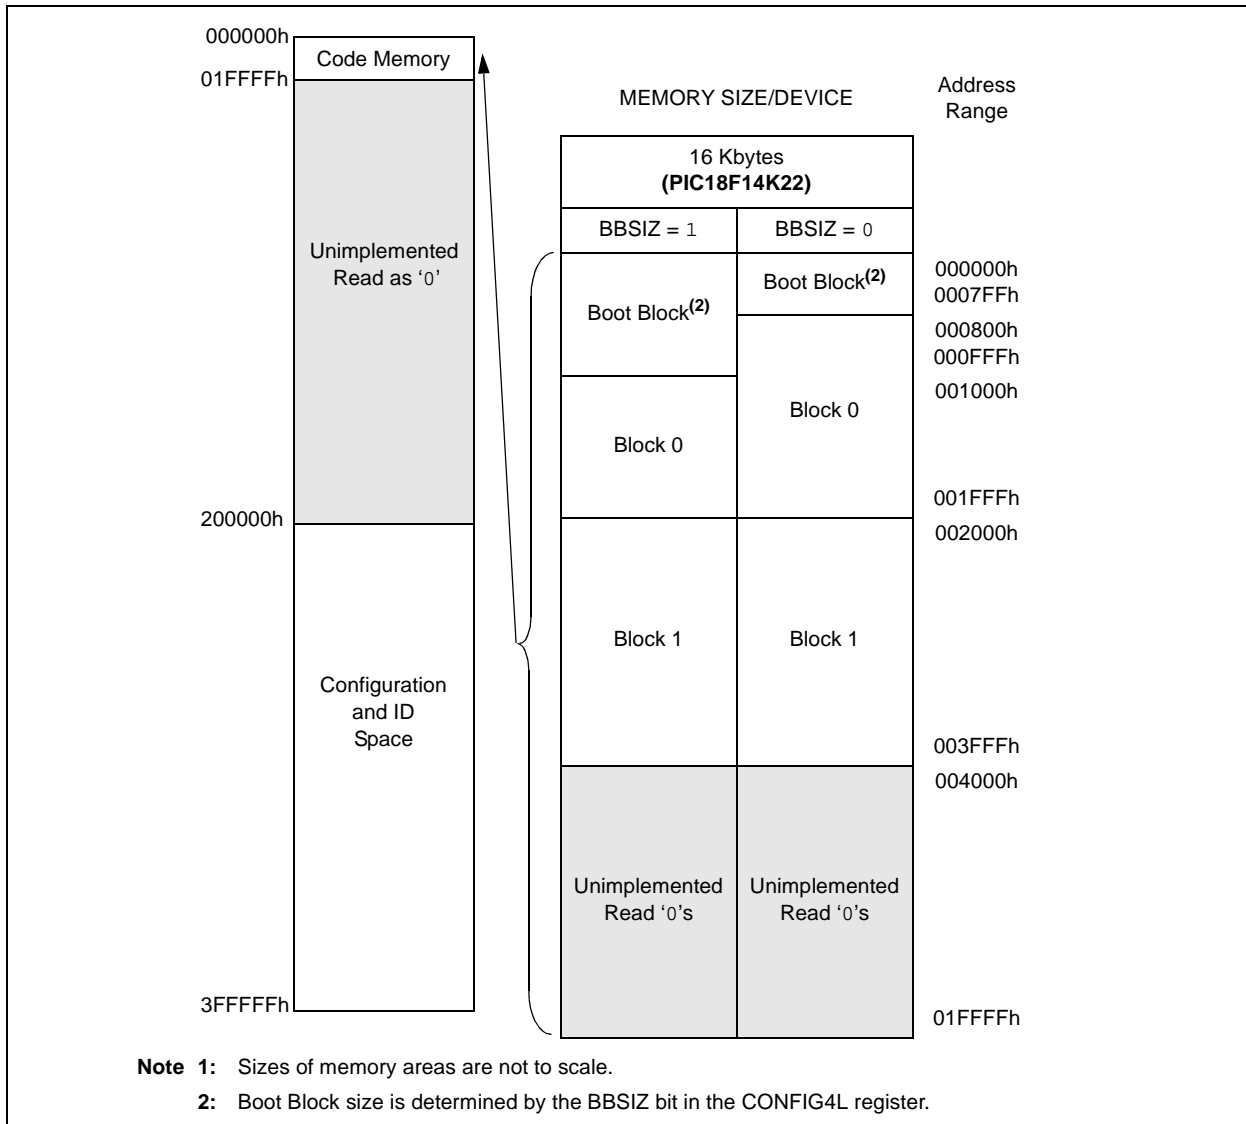 000000h
Code Memory
01FFFFh
Unimplemented
Read as ‘0’
200000h
Configuration
and ID
Space
3FFFFFh
MEMORY SIZE/DEVICE
Address
Range
16 Kbytes
(PIC18F14K22)
BBSIZ = 1
BBSIZ = 0
Boot Block(2)
Boot Block(2)
000000h
0007FFh
000800h
000FFFh
001000h
Block 0
Block 0
001FFFh
002000h
Block 1
Block 1
003FFFh
004000h
Unimplemented
Read ‘0’s
Unimplemented
Read ‘0’s
01FFFFh
Note 1: Sizes of memory areas are not to scale.
2: Boot Block size is determined by the BBSIZ bit in the CONFIG4L register.